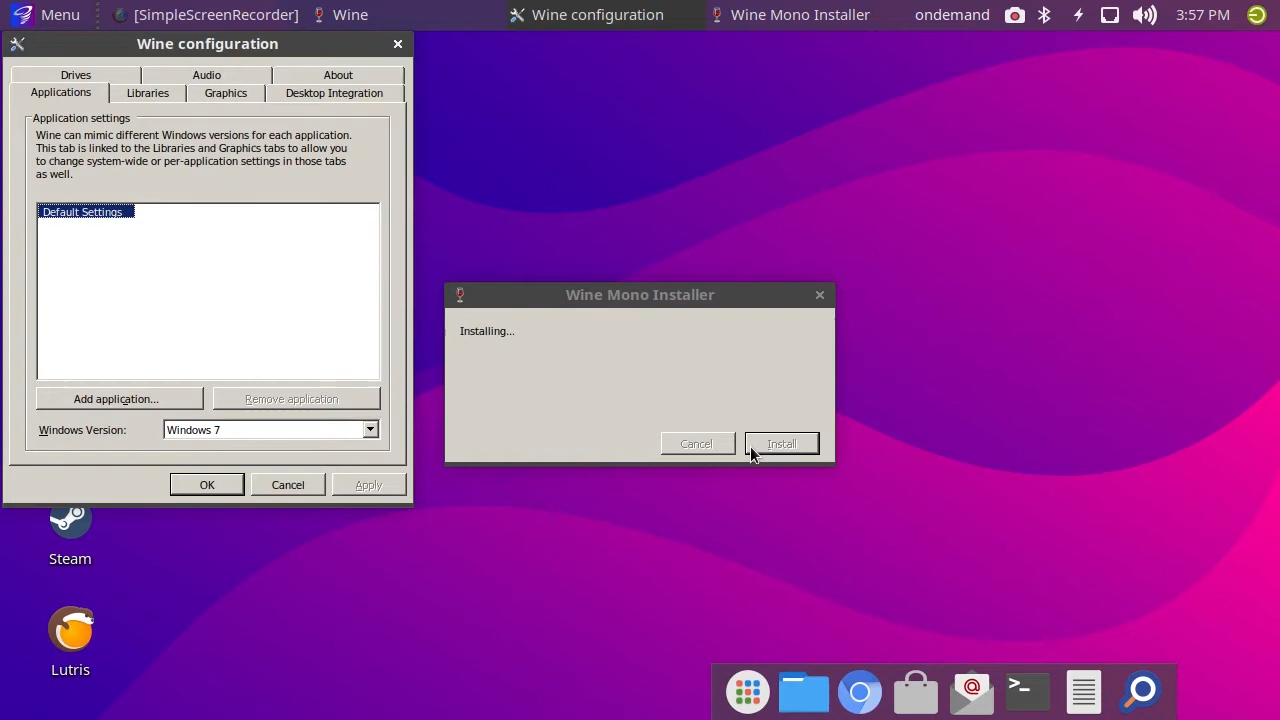 Menu [SimpleScreenRecorder] Wine Wine configuration Wine Mono Installer ondemand 3:57 PM
Wine configuration
Drives Audio About
Applications Libraries Graphics Desktop Integration
Application settings
Wine can mimic different Windows versions for each application.
This tab is linked to the Libraries and Graphics tabs to allow you
to change system-wide or per-application settings in those tabs
as well.
Default Settings
Add application... Remove application
Windows Version: Windows 7
OK Cancel Apply
Wine Mono Installer
Installing...
Cancel Install
Steam
Lutris
@
>_